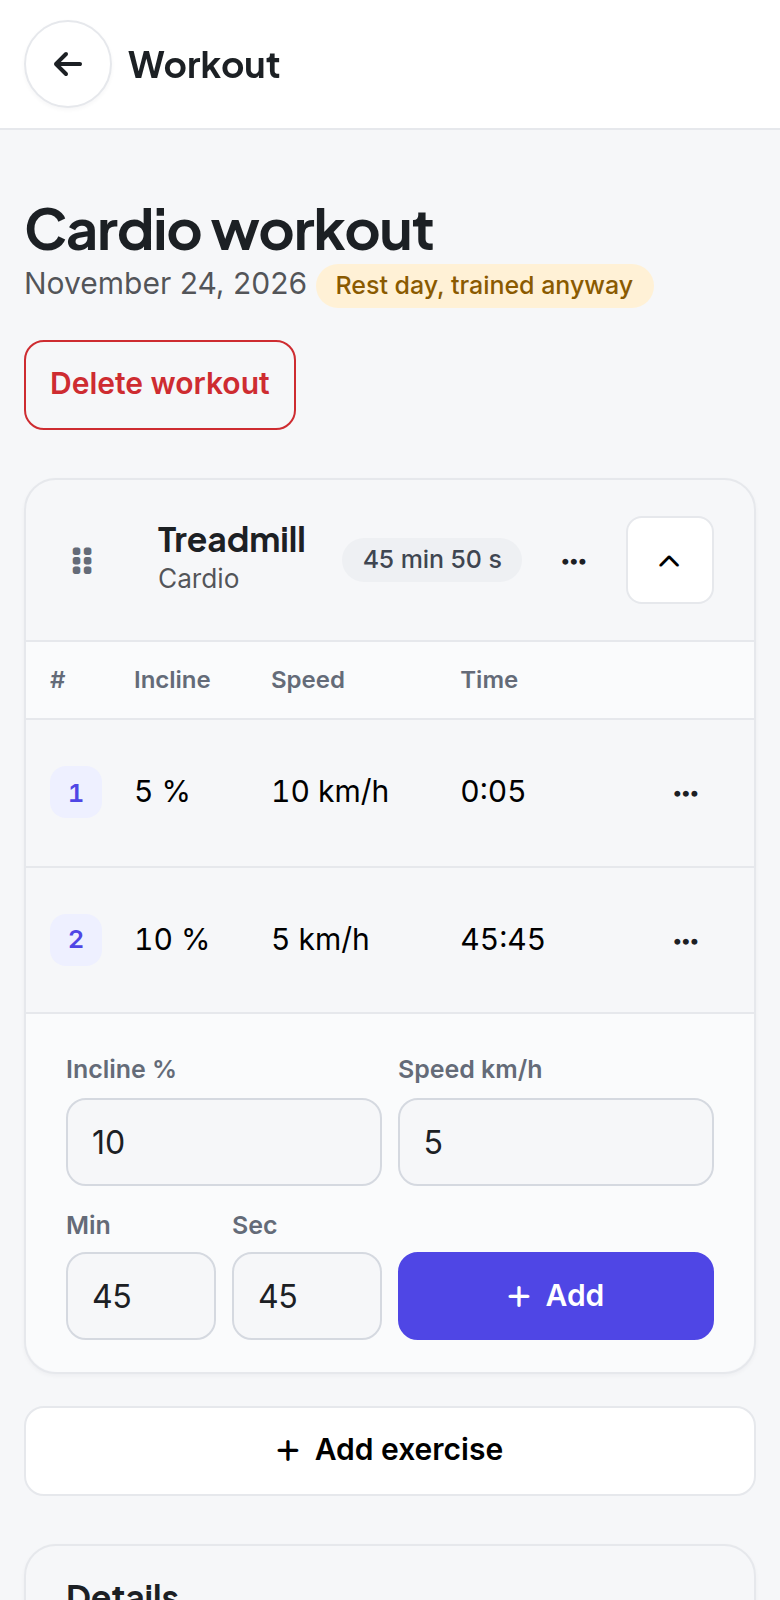 Workout
Cardio workout
November 24, 2026 Rest day, trained anyway
Delete workout
Treadmill
Cardio
45 min 50 s
# Incline Speed Time
1 5 % 10 km/h 0:05
2 10 % 5 km/h 45:45
Incline % Speed km/h
10 5
Min Sec
45 45 + Add
+ Add exercise
Details